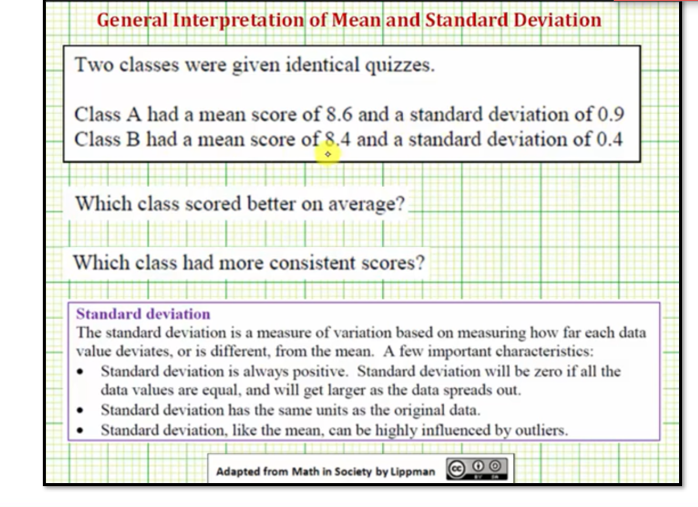 General Interpretation of Mean and Standard Deviation
Two classes were given identical quizzes.
Class A had a mean score of 8.6 and a standard deviation of 0.9
Class B had a mean score of 8.4 and a standard deviation of 0.4
Which class scored better on average?
Which class had more consistent scores?
Standard deviation
The standard deviation is a measure of variation based on measuring how far each data
value deviates, or is different, from the mean. A few important characteristics:
• Standard deviation is always positive. Standard deviation will be zero if all the
data values are equal, and will get larger as the data spreads out.
• Standard deviation has the same units as the original data.
• Standard deviation, like the mean, can be highly influenced by outliers.
Adapted from Math in Society by Lippman
cc